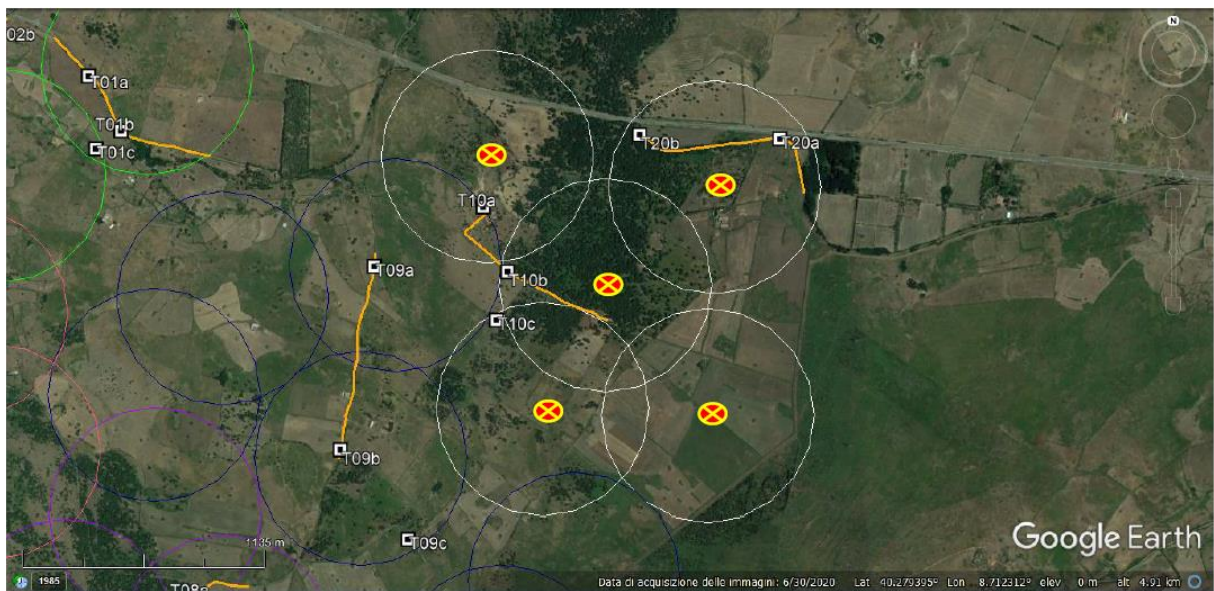 N
02b
T01a
T01b
T01c
T20b
T20a
T10a
T10b
T10c
T09a
T09b
T09c
1135 m
Google Earth
1985
Data di acquisizione delle immagini: 6/30/2020 Lat 40.279395° Lon 8.712312° elev 0 m alt 4.91 km